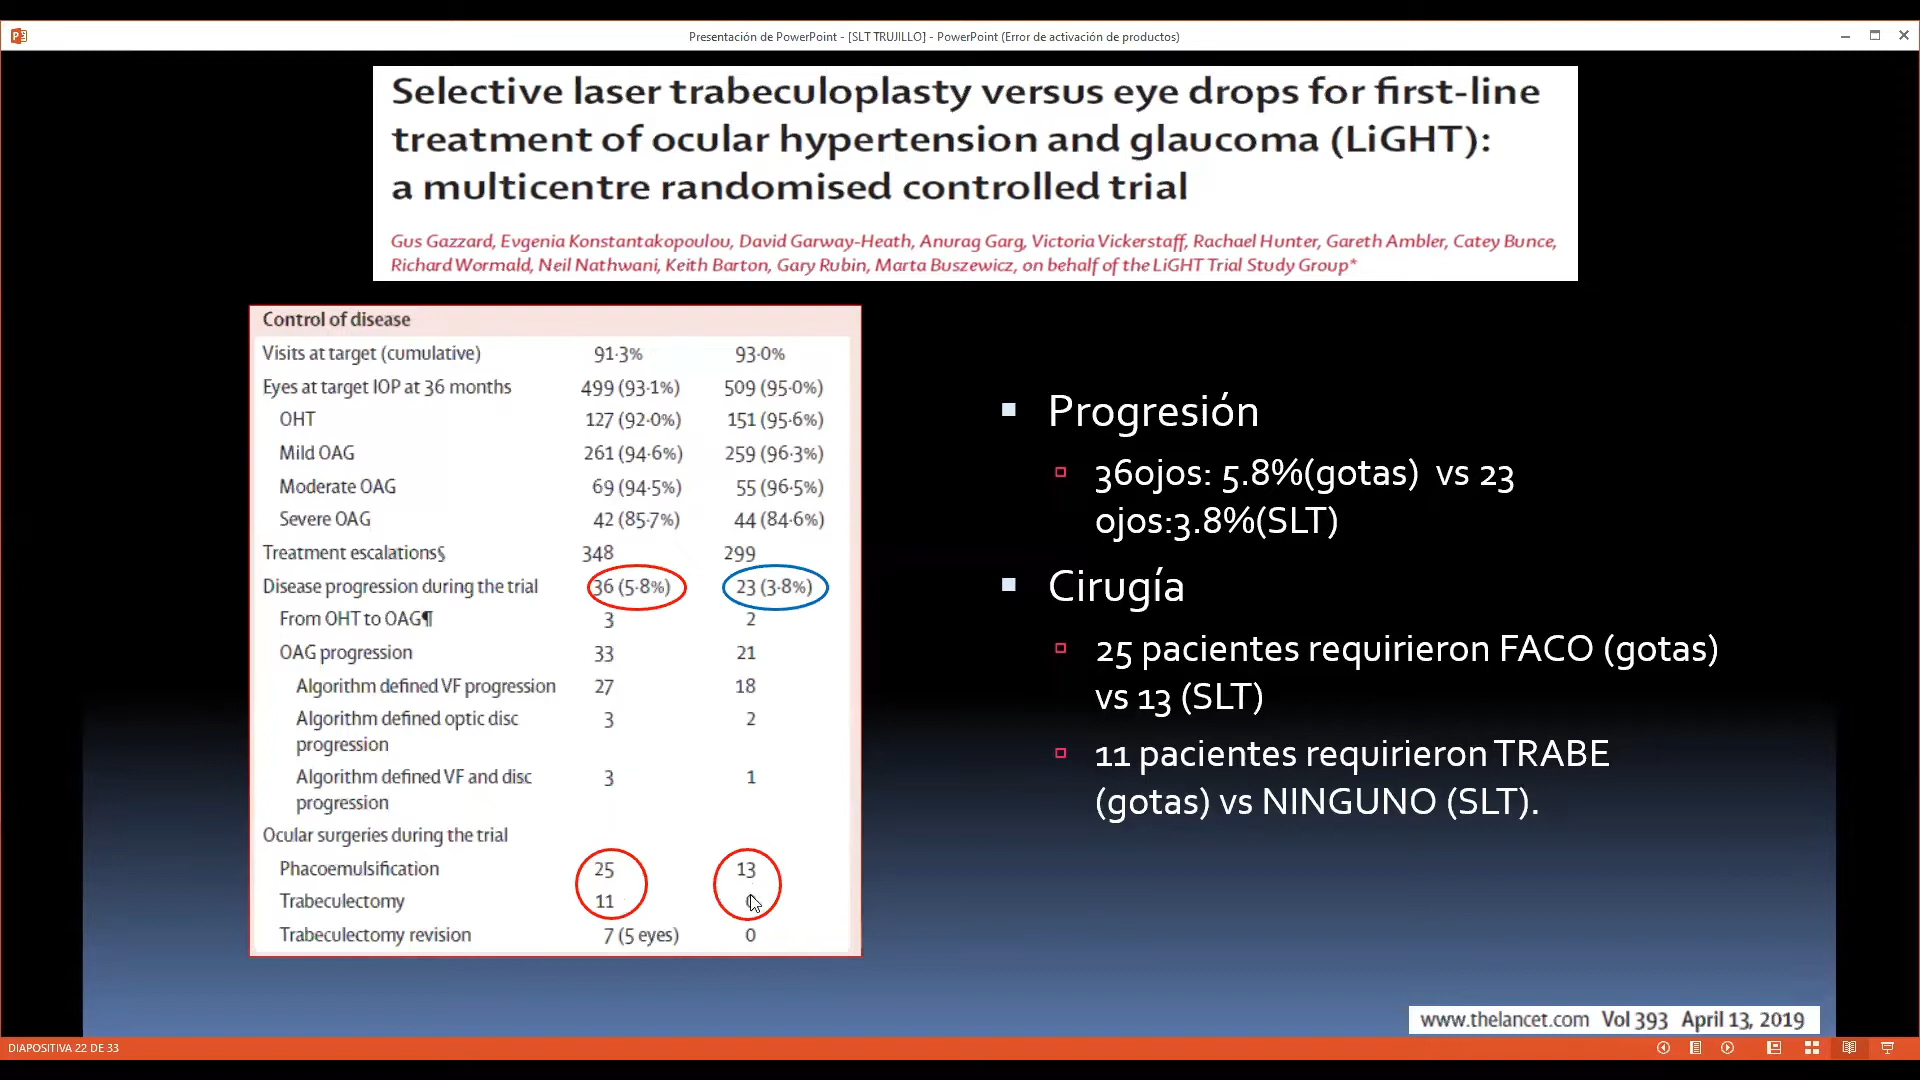 Presentación de PowerPoint - [SLT TRUJILLO] - PowerPoint (Error de activación de productos)
Selective laser trabeculoplasty versus eye drops for first-line
treatment of ocular hypertension and glaucoma (LiGHT):
a multicentre randomised controlled trial
Gus Gazzard, Evgenia Konstantakopoulou, David Garway-Heath, Anurag Garg, Victoria Vickerstaff, Rachael Hunter, Gareth Ambler, Catey Bunce,
Richard Wormald, Neil Nathwani, Keith Barton, Gary Rubin, Marta Buszewicz, on behalf of the LiGHT Trial Study Group*
Control of disease
Visits at target (cumulative) 91·3% 93·0%
Eyes at target IOP at 36 months 499 (93·1%) 509 (95·0%)
OHT 127 (92·0%) 151 (95·6%)
Mild OAG 261 (94·6%) 259 (96·3%)
Moderate OAG 69 (94·5%) 55 (96·5%)
Severe OAG 42 (85·7%) 44 (84·6%)
Treatment escalations§ 348 299
Disease progression during the trial 36 (5·8%) 23 (3·8%)
From OHT to OAG¶ 3 2
OAG progression 33 21
Algorithm defined VF progression 27 18
Algorithm defined optic disc 3 2
progression
Algorithm defined VF and disc 3 1
progression
Ocular surgeries during the trial
Phacoemulsification 25 13
Trabeculectomy 11
Trabeculectomy revision 7 (5 eyes) 0
Progresión
36ojos: 5.8%(gotas) vs 23
ojos:3.8%(SLT)
Cirugía
25 pacientes requirieron FACO (gotas)
vs 13 (SLT)
11 pacientes requirieron TRABE
(gotas) vs NINGUNO (SLT).
www.thelancet.com Vol 393 April 13, 2019
DIAPOSITIVA 22 DE 33